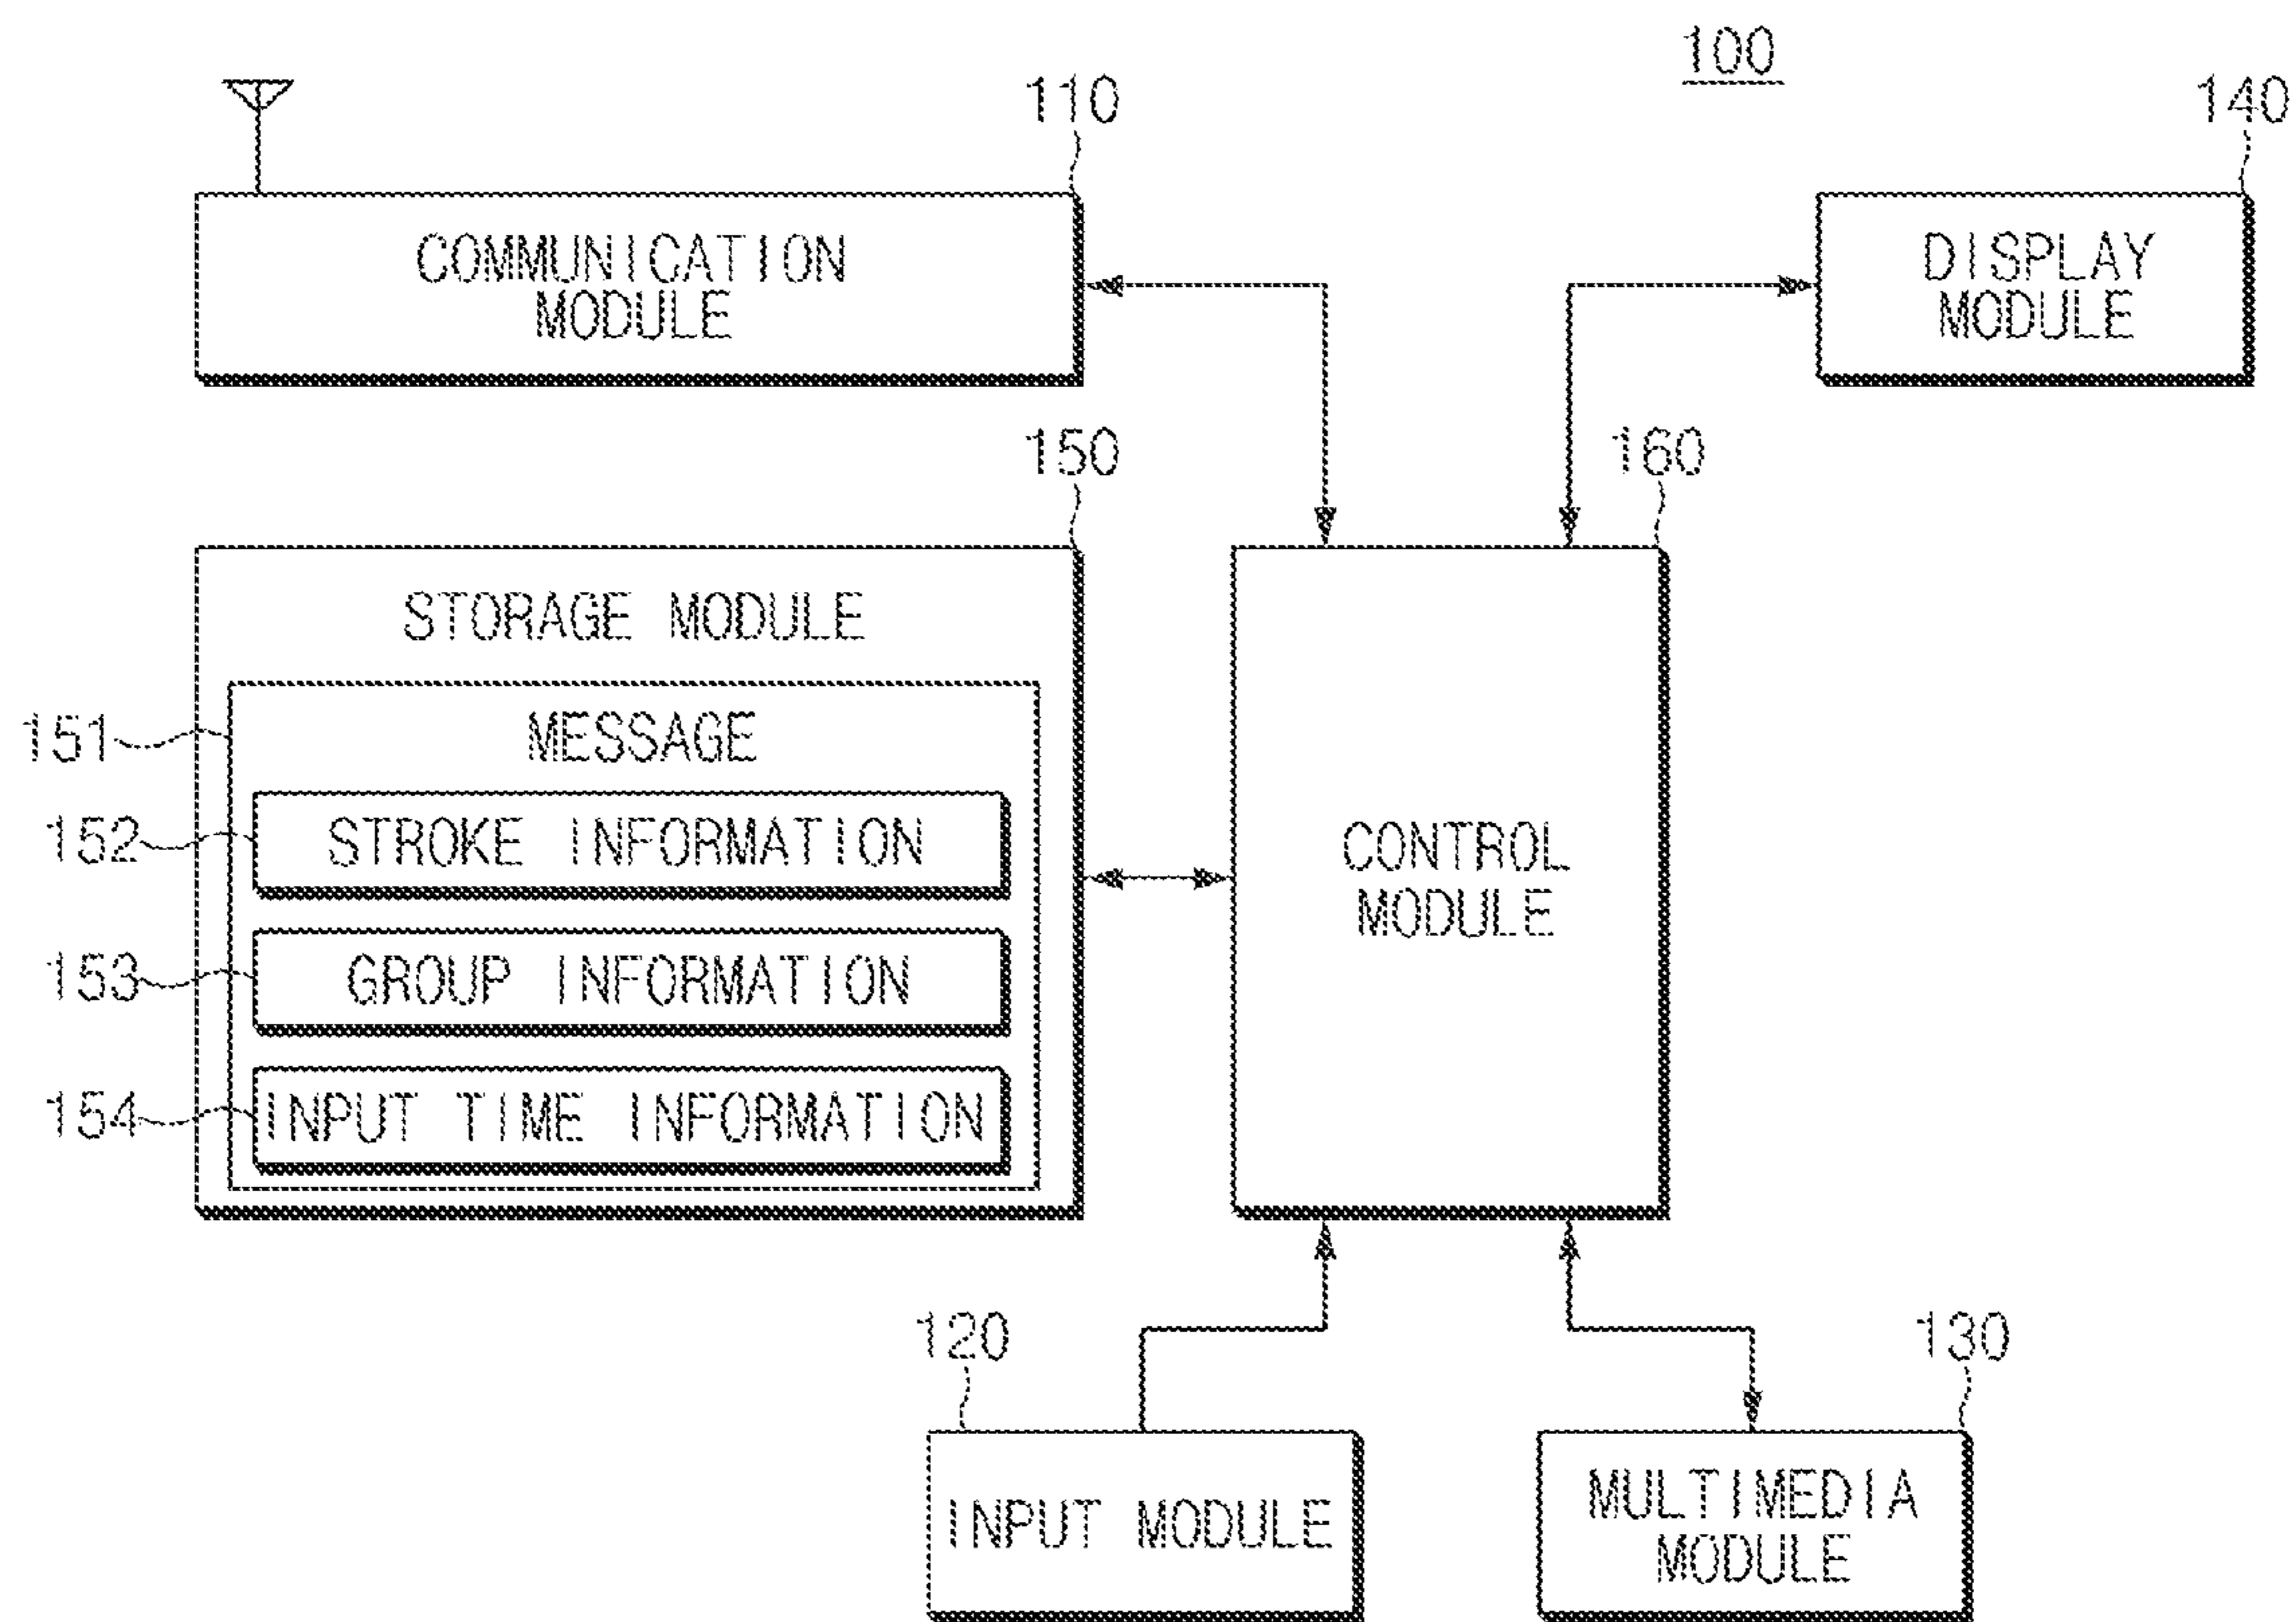 100
110
140
COMMUNICATION
MODULE
DISPLAY
MODULE
150
160
STORAGE MODULE
151
MESSAGE
152
STROKE INFORMATION
CONTROL
MODULE
153
GROUP INFORMATION
154
INPUT TIME INFORMATION
120
130
INPUT MODULE
MULTIMEDIA
MODULE